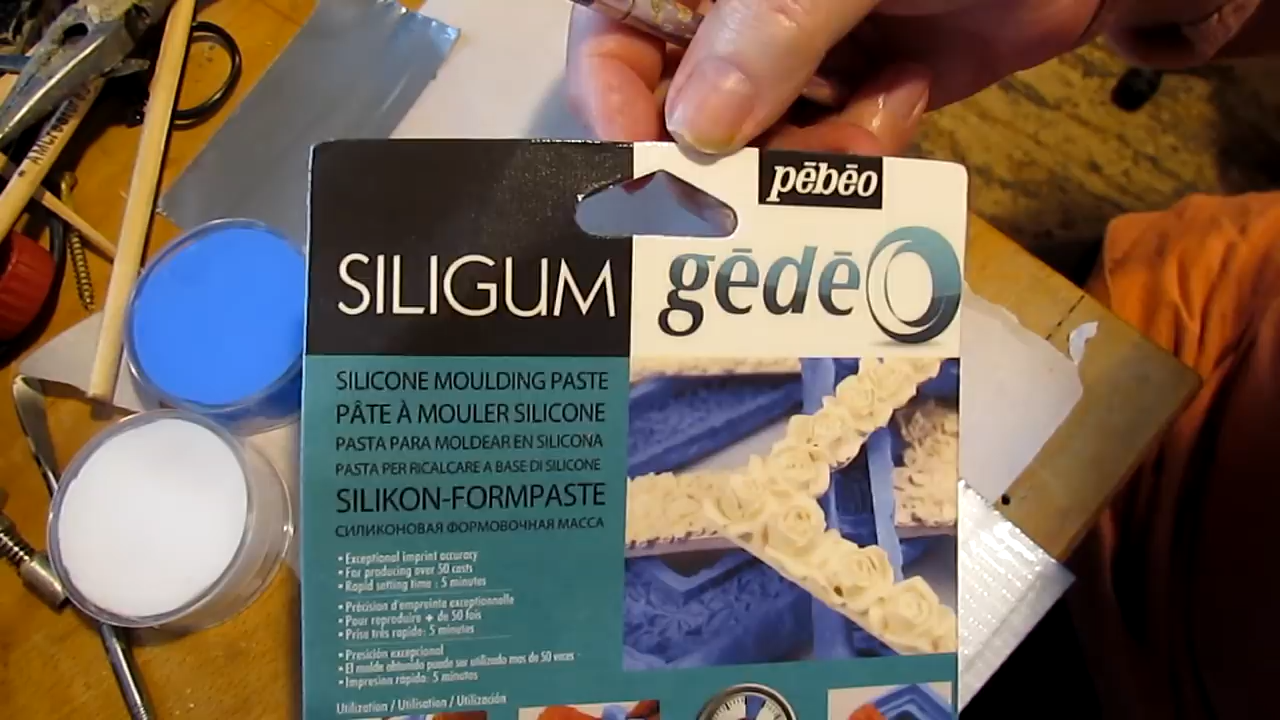 pēbēo
SILIGUM
gēdēO
SILICONE MOULDING PASTE
PÂTE À MOULER SILICONE
PASTA PARA MOLDEAR EN SILICONA
PASTA PER RICALCARE A BASE DI SILICONE
SILIKON-FORMPASTE
СИЛИКОНОВАЯ ФОРМОВОЧНАЯ МАССА
• Exceptional imprint accuracy
• For producing over 50 casts
• Rapid setting time : 5 minutes
• Précision d'empreinte exceptionnelle
• Pour reproduire + de 50 fois
• Prise très rapide: 5 minutes
• Presición excepcional
• El molde obtenido puede ser utilizado mas de 50 veces
• Impresion rápida: 5 minutos
Utilization / Utilisation / Utilización